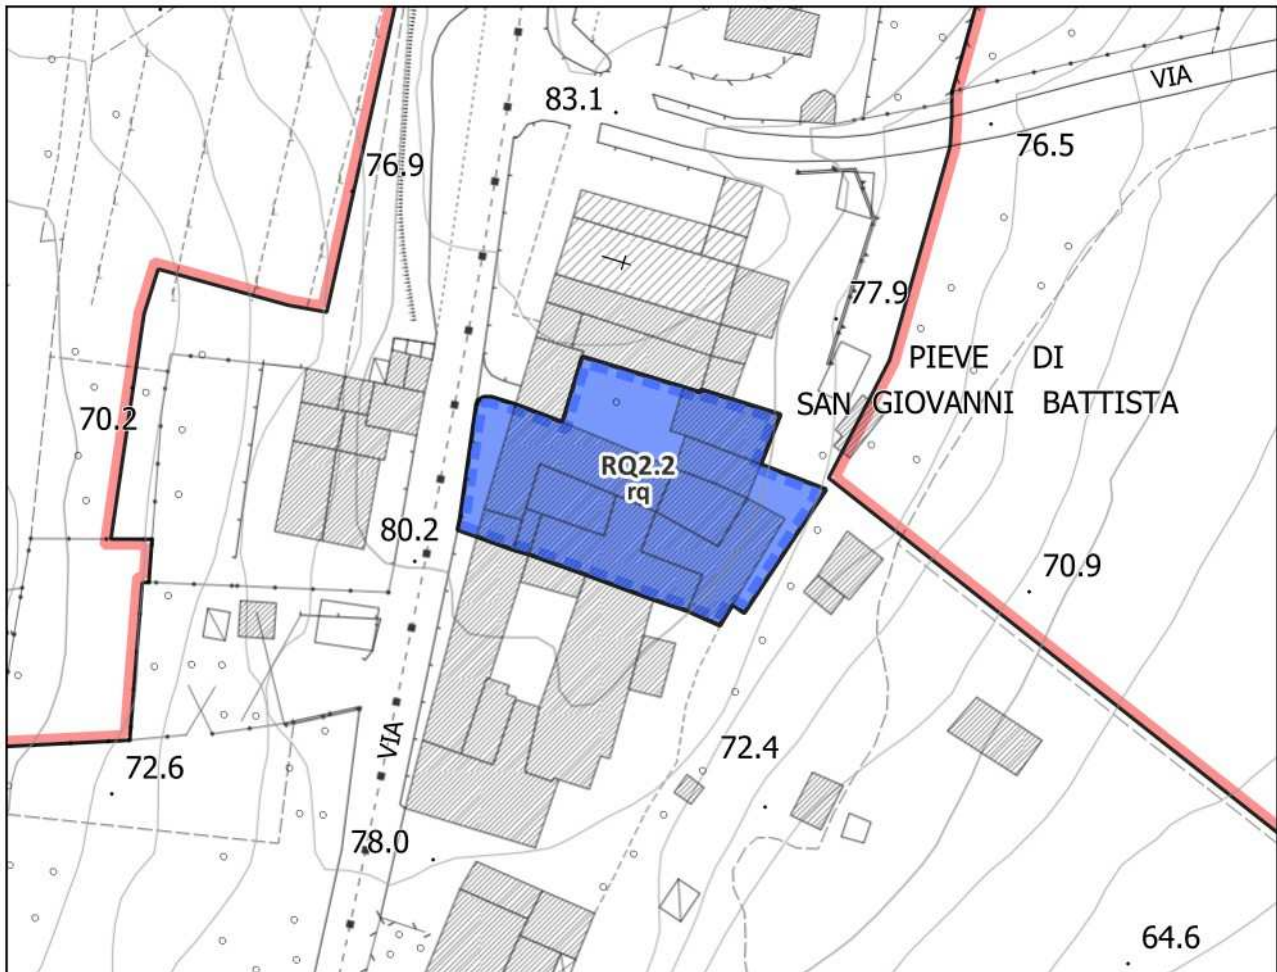 VIA
83.1
76.5
76.9
77.9
PIEVE DI
SAN GIOVANNI BATTISTA
70.2
RQ2.2
rq
80.2
70.9
VIA
72.4
72.6
78.0
64.6